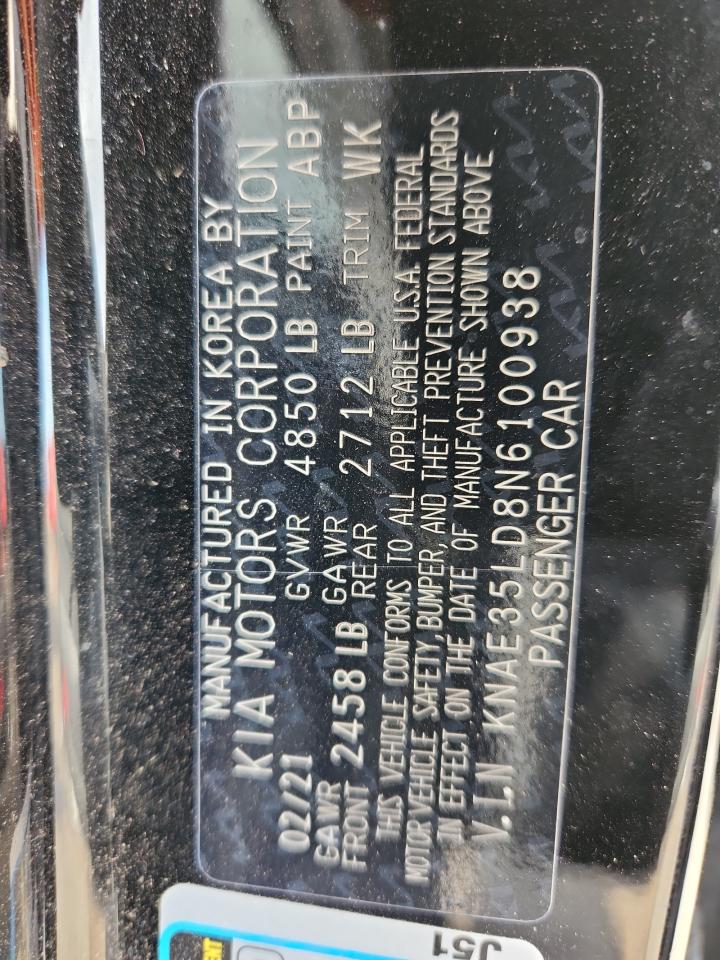 MANUFACTURED IN KOREA BY
KIA MOTORS CORPORATION
02/21 GVWR 4850 LB PAINT ABP
GAWR FRONT 2458 LB GAWR REAR 2712 LB TRIM WK
THIS VEHICLE CONFORMS TO ALL APPLICABLE U.S.A. FEDERAL
MOTOR VEHICLE SAFETY, BUMPER, AND THEFT PREVENTION STANDARDS
IN EFFECT ON THE DATE OF MANUFACTURE SHOWN ABOVE
V.I.N KNAE35LD8N6100938
PASSENGER CAR
J51